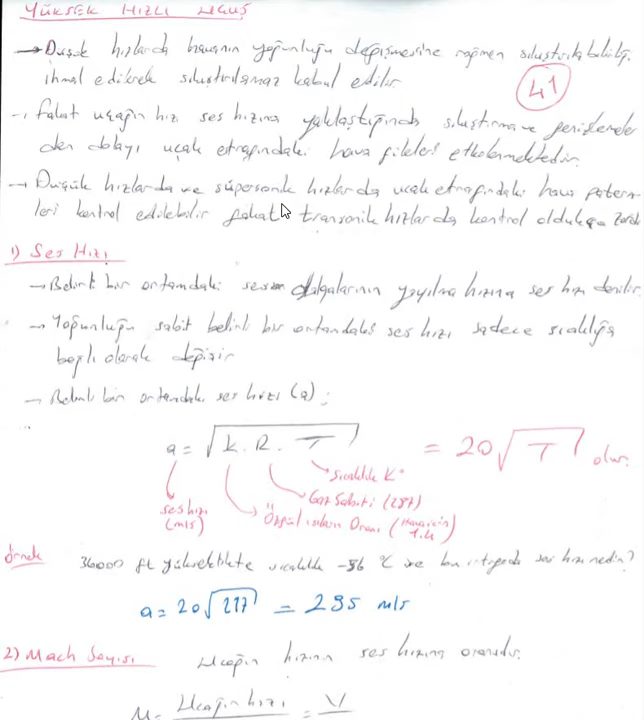 YÜKSEK HIZLI UÇUŞ
→ Düşük hızlarda havanın yoğunluğu değişmesine rağmen sıkıştırılabilirliği
ihmal edilerek sıkıştırılamaz kabul edilir
41
→ fakat uçağın hızı ses hızına yaklaştığında sıkıştırma ve genişlemeler
den dolayı uçak etrafındaki hava fileleri etkilenmektedir.
→ Düşük hızlarda ve süpersonik hızlarda uçak etrafındaki hava patern-
leri kontrol edilebilir fakat transonik hızlarda kontrol oldukça zordur
1) Ses Hızı
→ Belirli bir ortamdaki ses dalgalarının yayılma hızına ses hızı denilir.
→ Yoğunluğu sabit belirli bir ortamdaki ses hızı sadece sıcaklığa
bağlı olarak değişir
→ Belirli bir ortamdaki ses hızı (a) :
a = √K. R. T = 20 √T olur.
Sıcaklık K°
Gaz Sabiti (287)
ses hızı
(m/s)
Özgül ısıların Oranı (Hava için
1.4)
örnek 36000 ft yükseklikte sıcaklık -56 °C ise bu irtifada ses hızı nedir?
a = 20 √217 = 295 m/s
2) Mach Sayısı Uçağın hızının ses hızına oranıdır.
M = Uçağın hızı = V